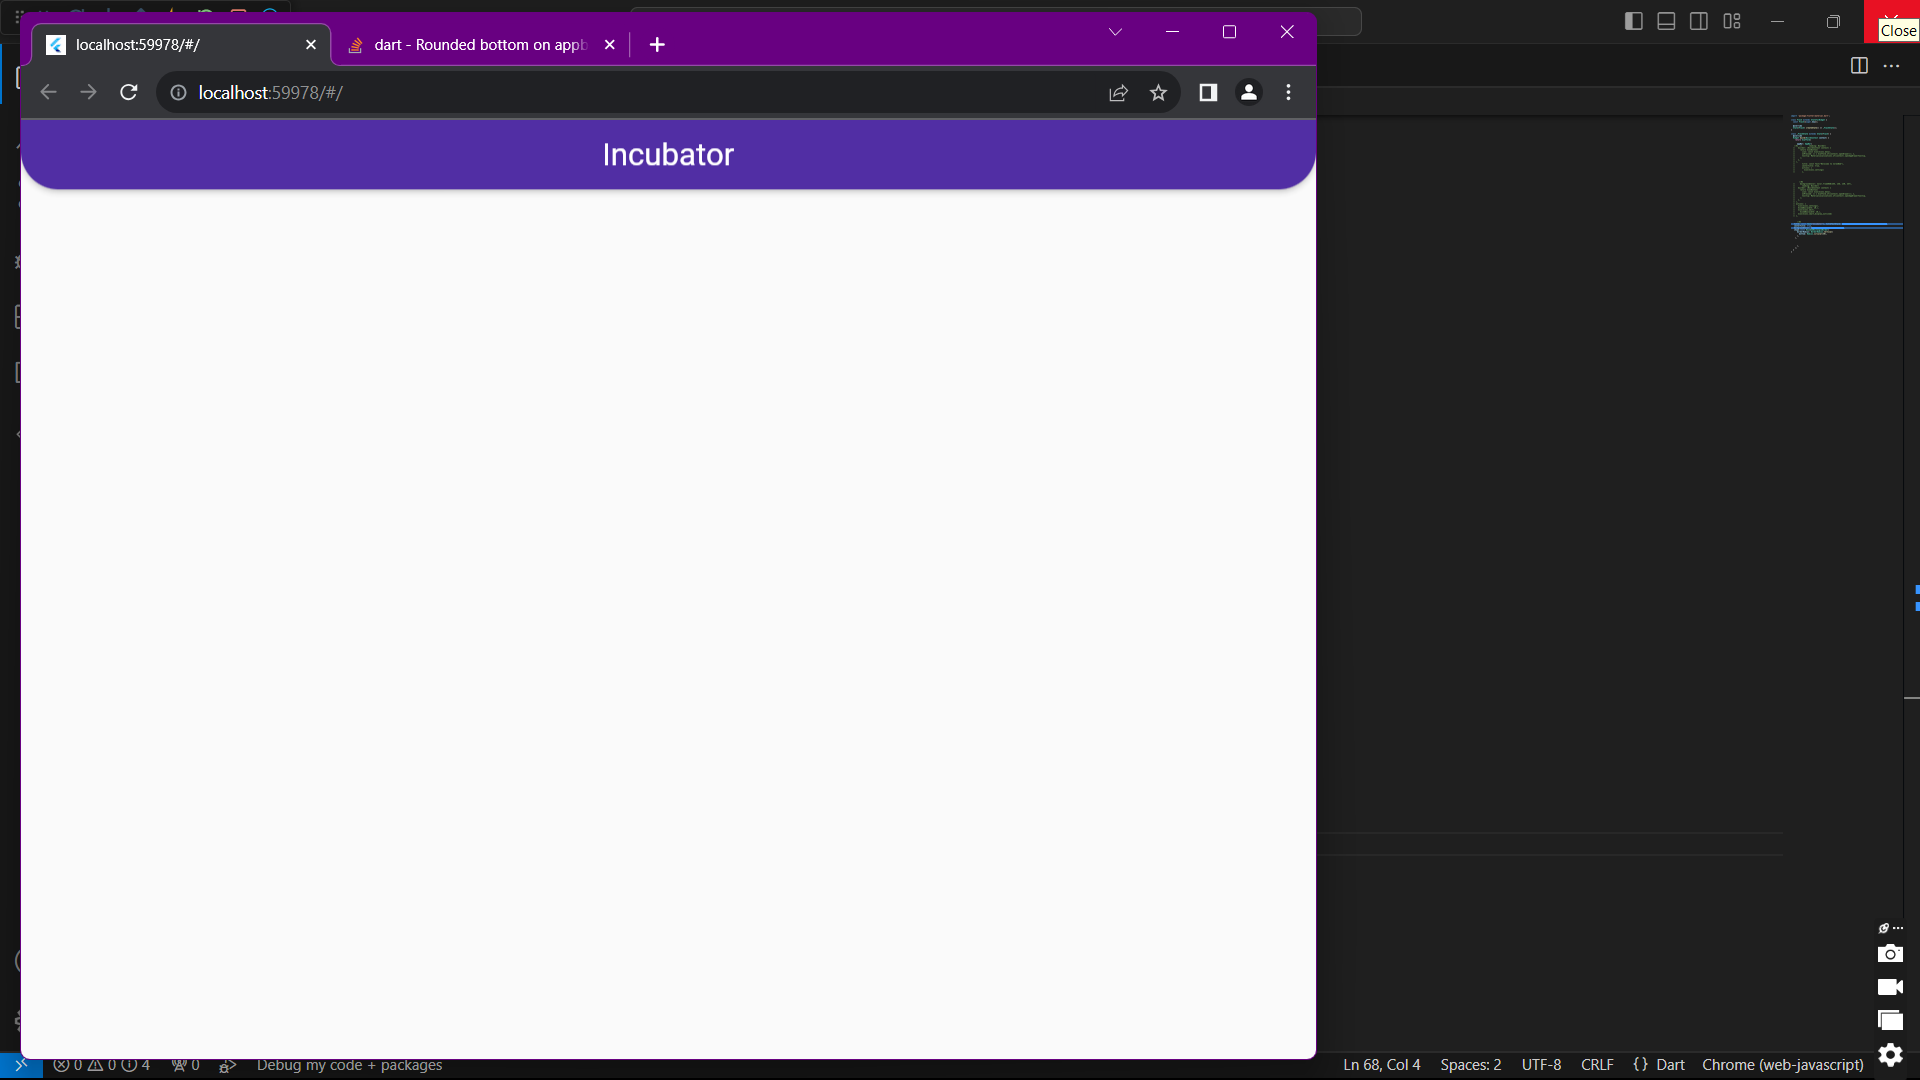 Close
localhost:59978/#/
dart - Rounded bottom on appb
localhost:59978/#/
Incubator
0 0 4 0 Debug my code + packages Ln 68, Col 4 Spaces: 2 UTF-8 CRLF {} Dart Chrome (web-javascript)